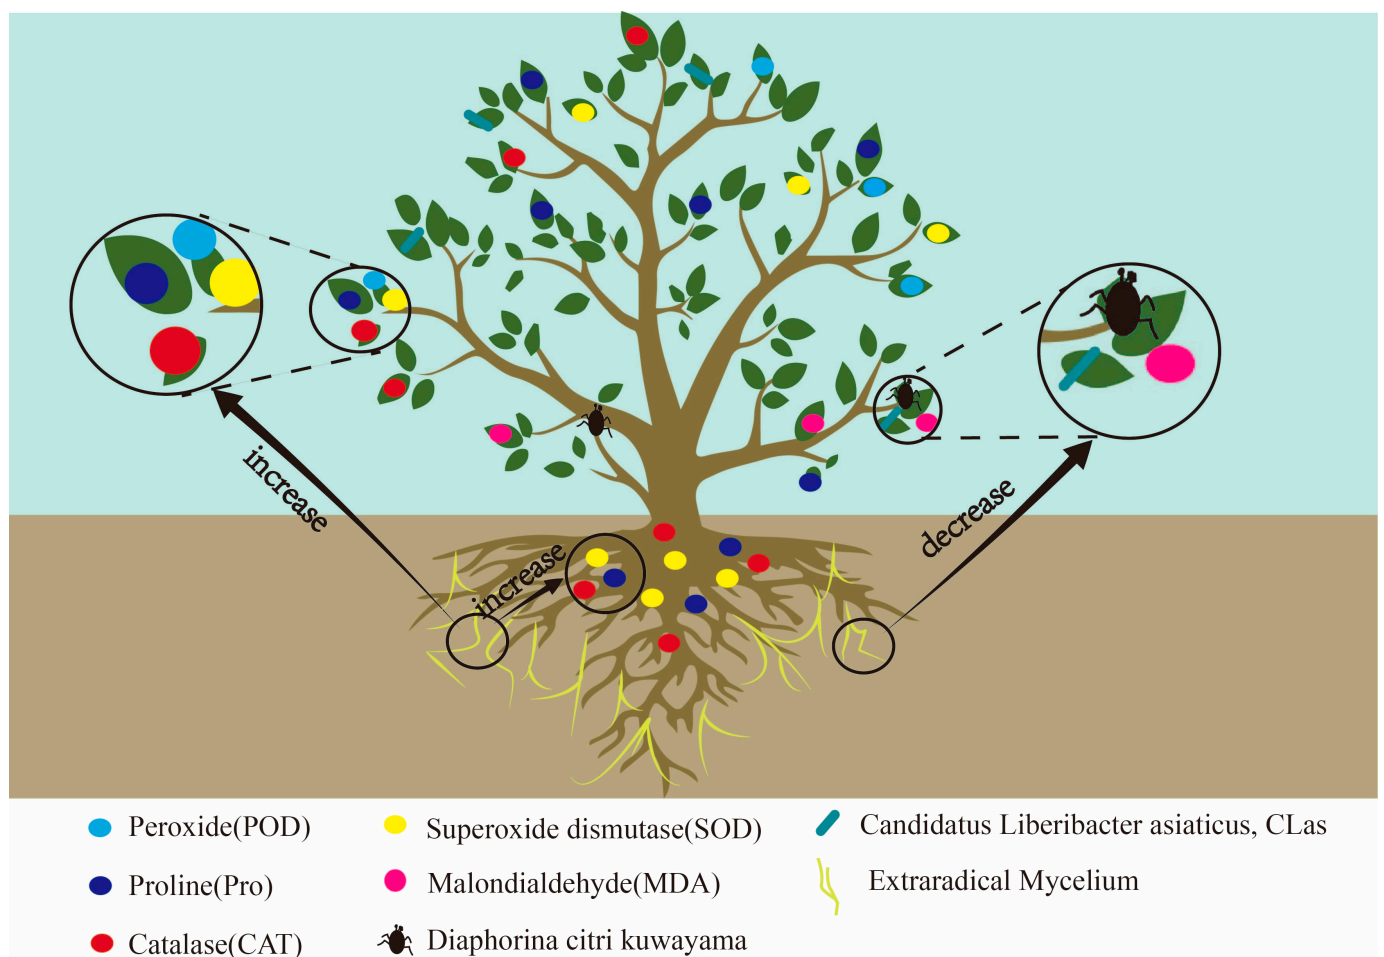 increase
increase
decrease
Peroxide(POD)
Superoxide dismutase(SOD)
Candidatus Liberibacter asiaticus, CLas
Proline(Pro)
Malondialdehyde(MDA)
Extraradical Mycelium
Catalase(CAT)
Diaphorina citri kuwayama